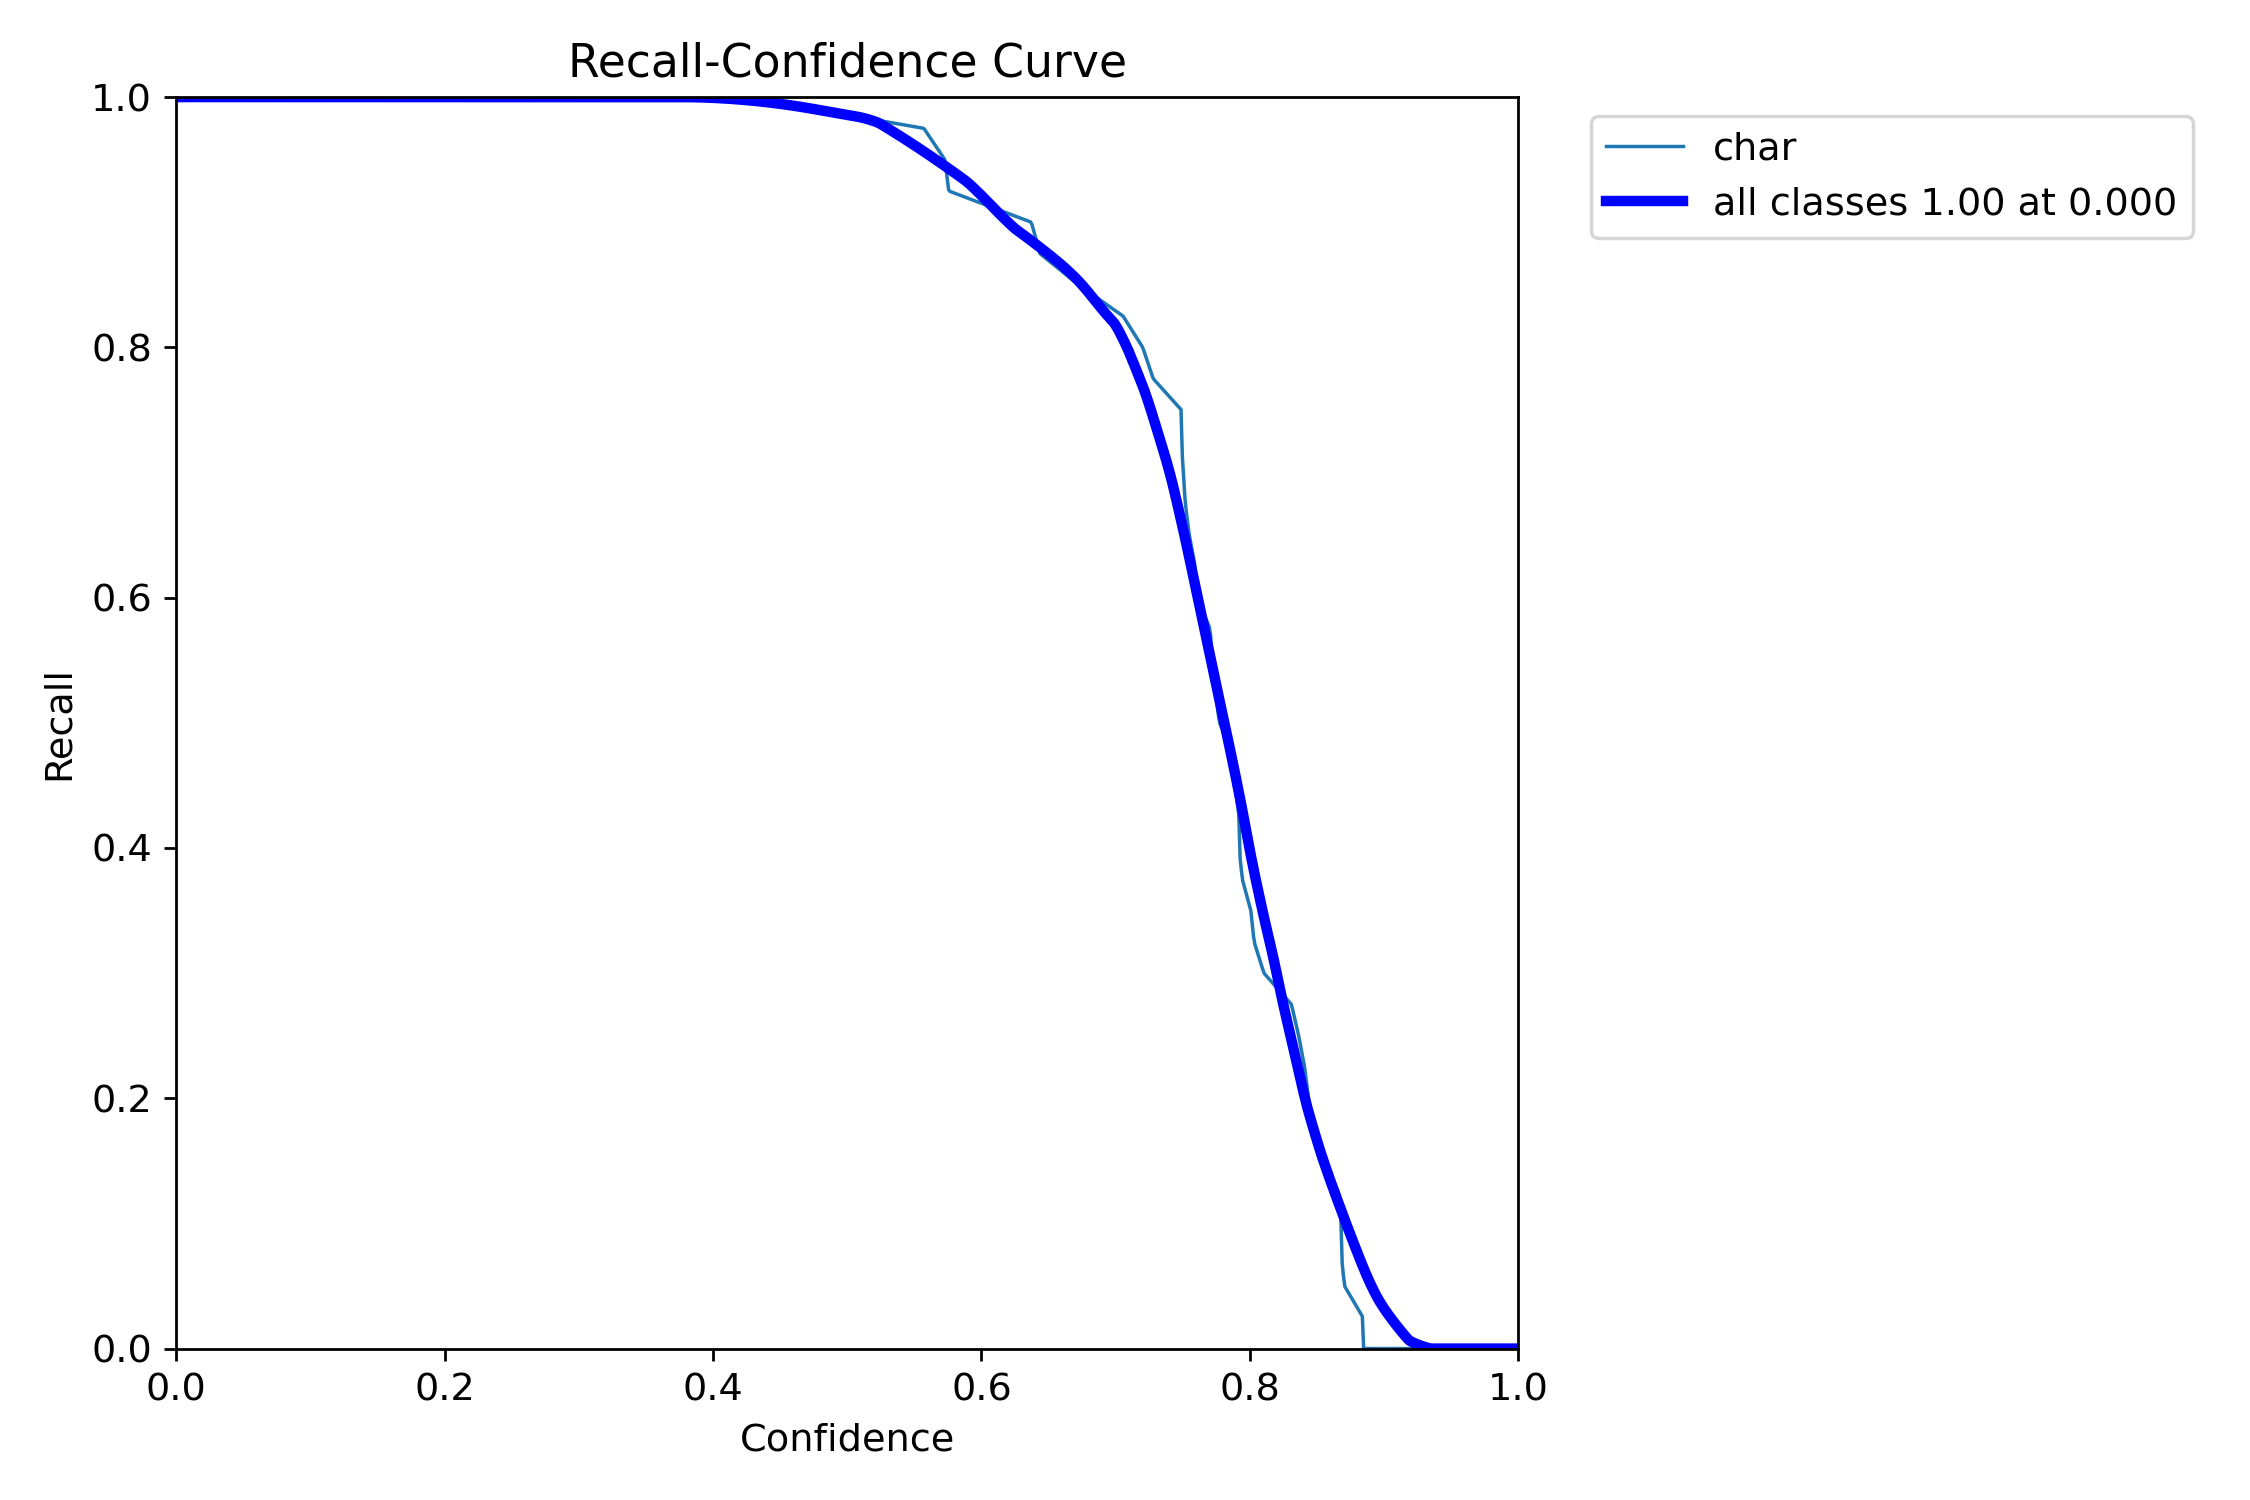 Recall-Confidence Curve
char
all classes 1.00 at 0.000
1.0
0.8
0.6
0.4
0.2
0.0
Recall
0.0 0.2 0.4 0.6 0.8 1.0
Confidence